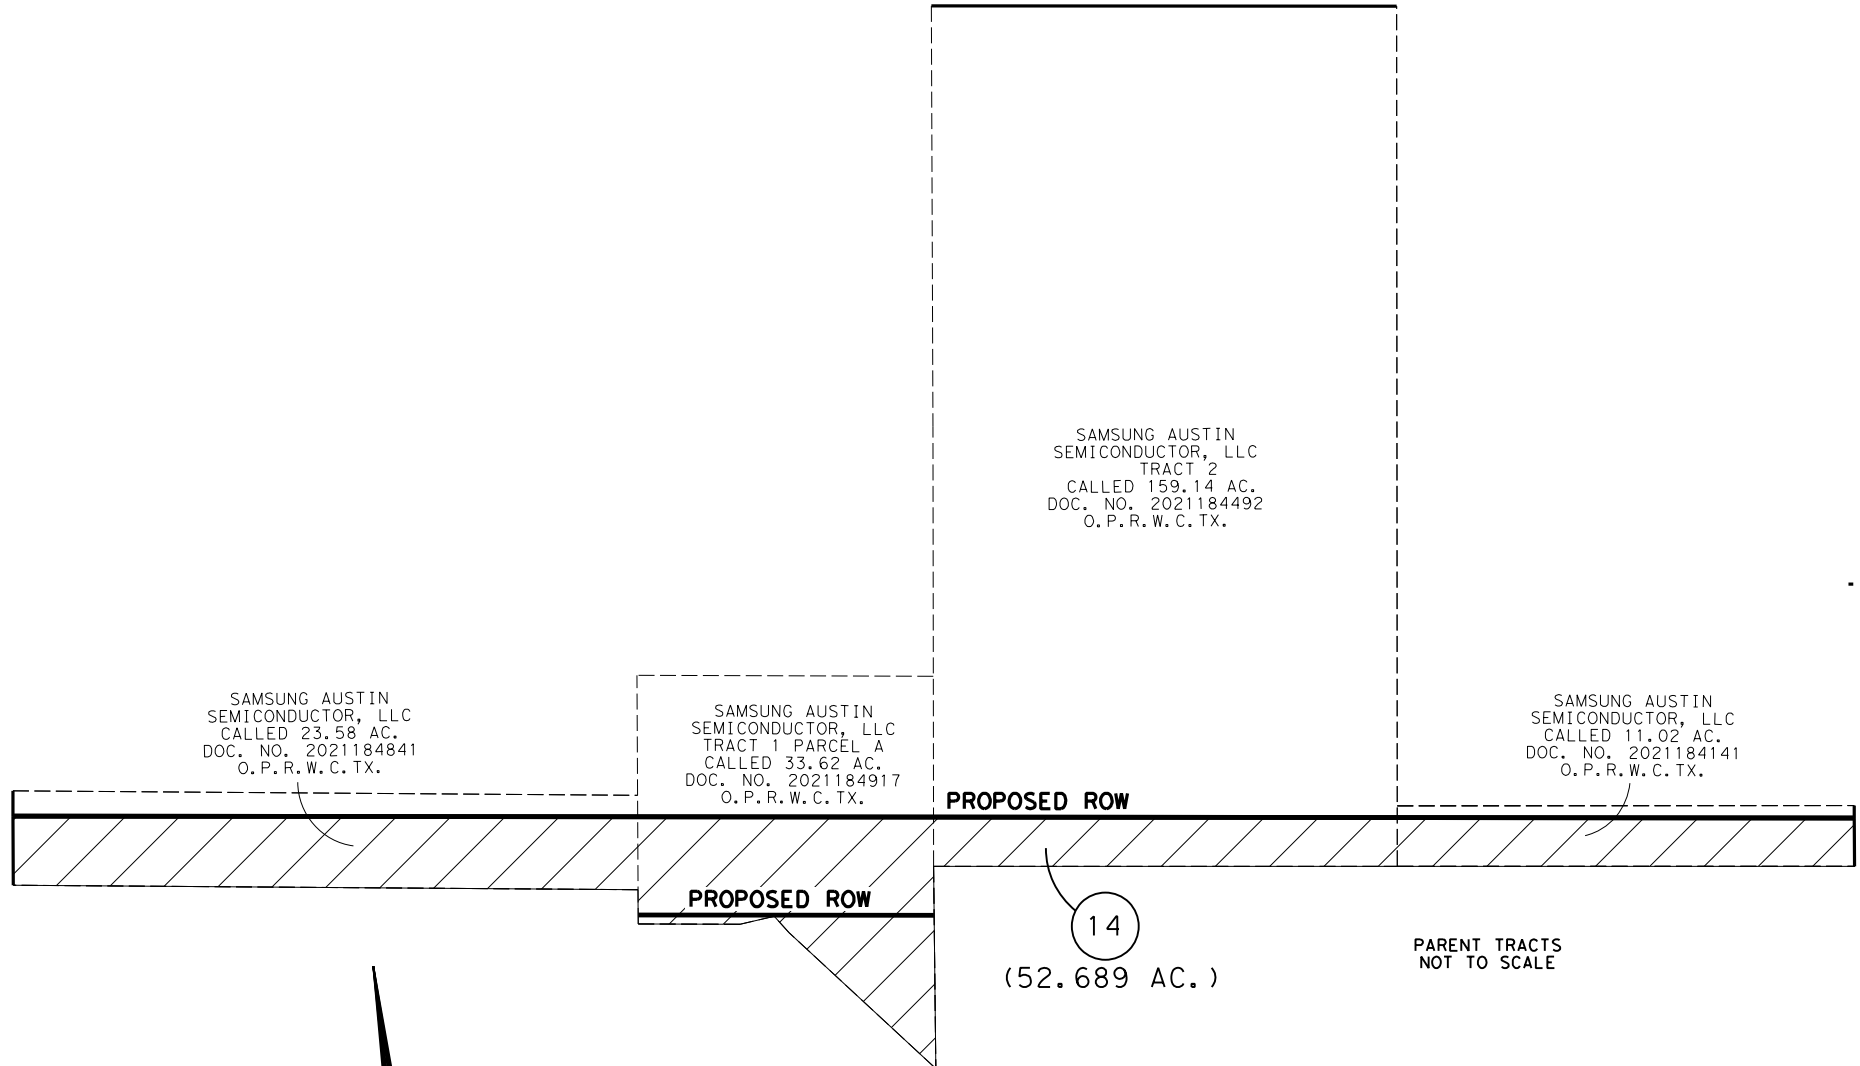 SAMSUNG AUSTIN
SEMICONDUCTOR, LLC
TRACT 2
CALLED 159.14 AC.
DOC. NO. 2021184492
O.P.R.W.C.TX.
SAMSUNG AUSTIN
SEMICONDUCTOR, LLC
CALLED 23.58 AC.
DOC. NO. 2021184841
O.P.R.W.C.TX.
SAMSUNG AUSTIN
SEMICONDUCTOR, LLC
TRACT 1 PARCEL A
CALLED 33.62 AC.
DOC. NO. 2021184917
O.P.R.W.C.TX.
SAMSUNG AUSTIN
SEMICONDUCTOR, LLC
CALLED 11.02 AC.
DOC. NO. 2021184141
O.P.R.W.C.TX.
PROPOSED ROW
PROPOSED ROW
14
(52.689 AC.)
PARENT TRACTS
NOT TO SCALE